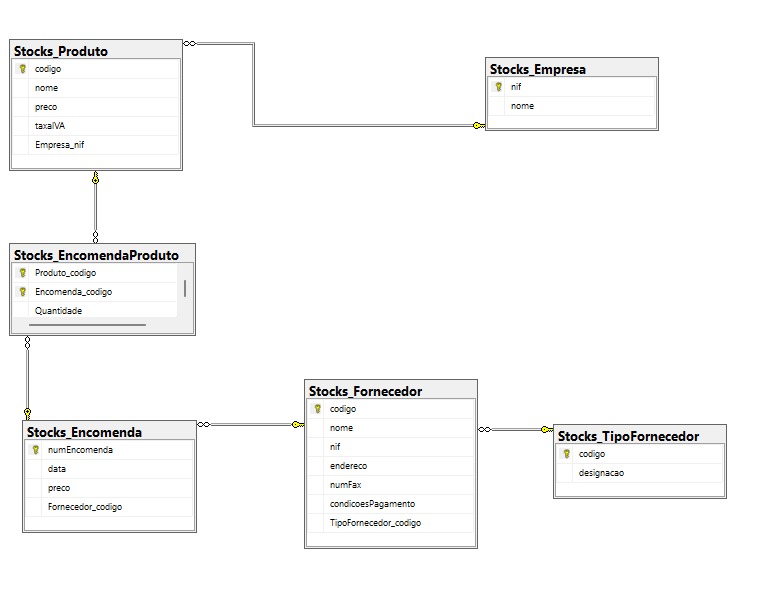 Stocks_Produto
codigo
nome
preco
taxaIVA
Empresa_nif
Stocks_Empresa
nif
nome
Stocks_EncomendaProduto
Produto_codigo
Encomenda_codigo
Quantidade
Stocks_Encomenda
numEncomenda
data
preco
Fornecedor_codigo
Stocks_Fornecedor
codigo
nome
nif
endereco
numFax
condicoesPagamento
TipoFornecedor_codigo
Stocks_TipoFornecedor
codigo
designacao